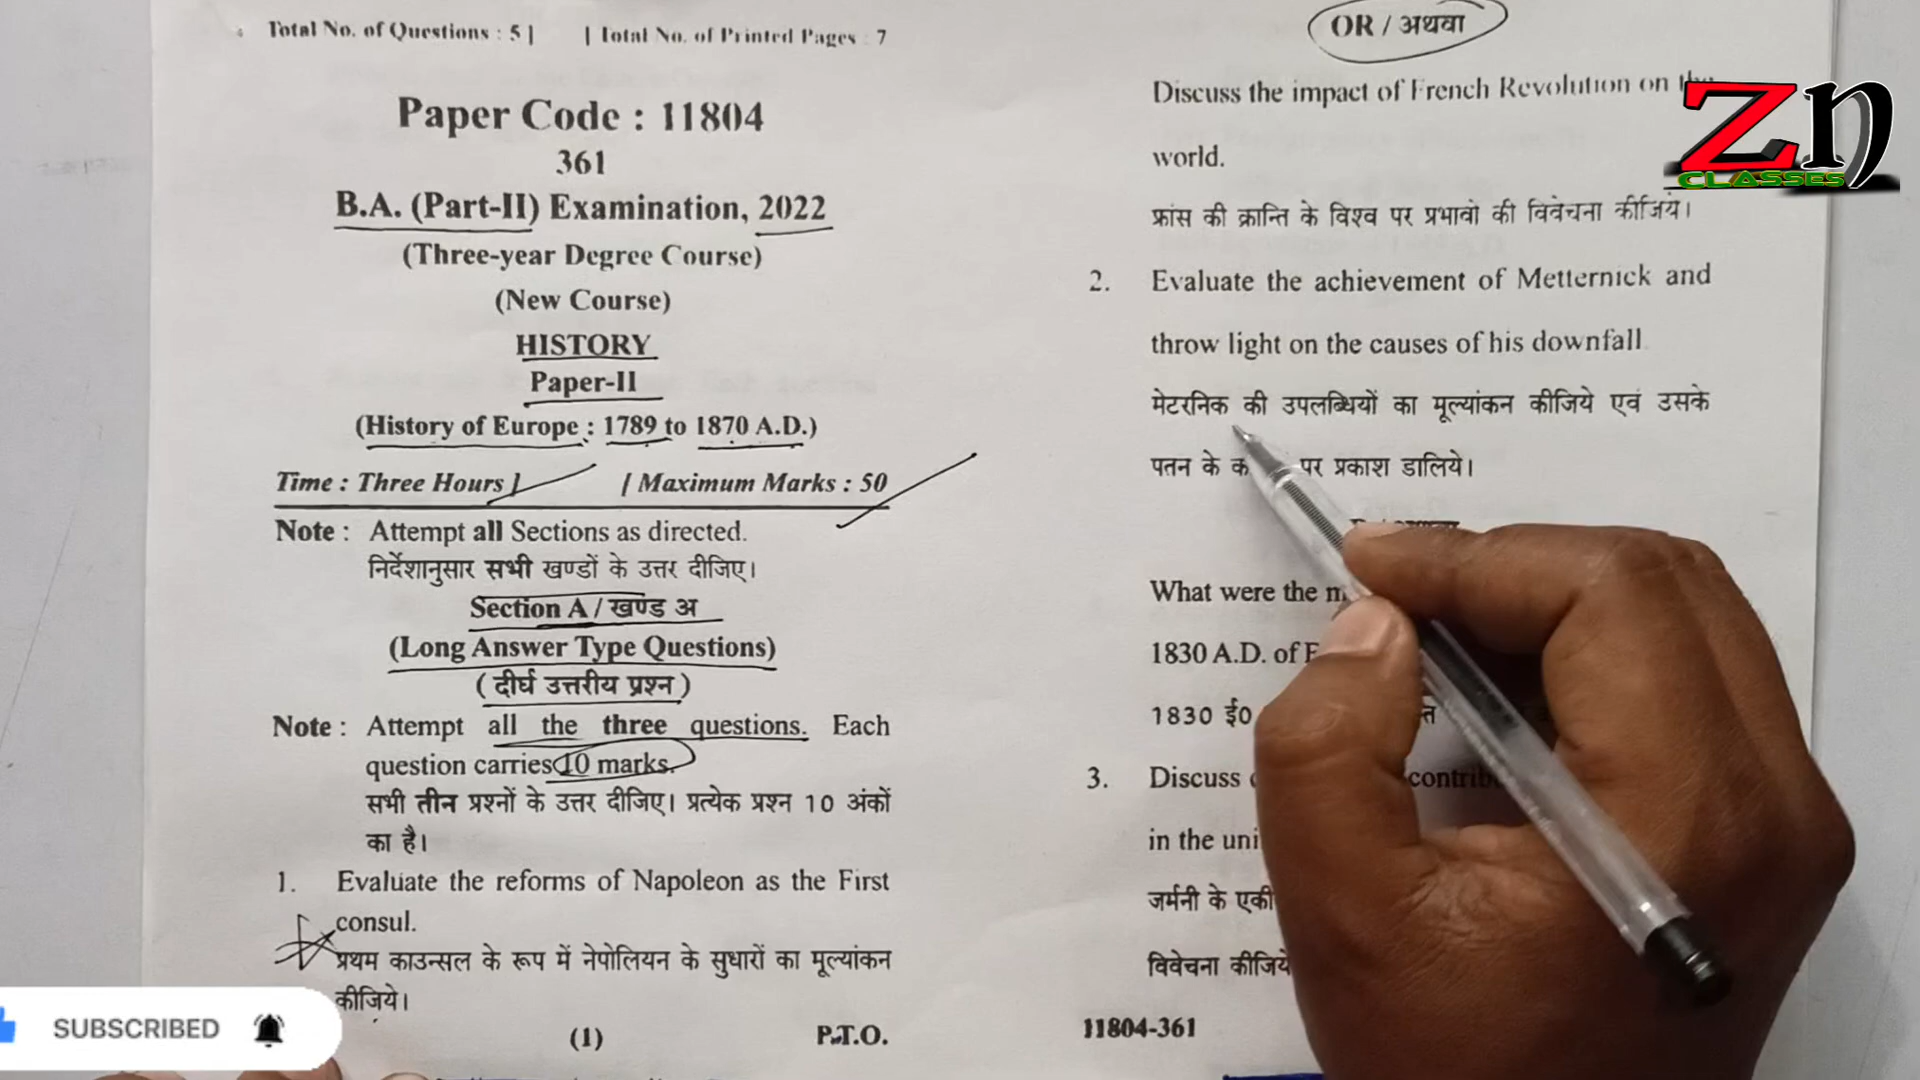 Total No. of Questions : 5 ] [ Total No. of Printed Pages : 7
Paper Code : 11804
361
B.A. (Part-II) Examination, 2022
(Three-year Degree Course)
(New Course)
HISTORY
Paper-II
(History of Europe : 1789 to 1870 A.D.)
Time : Three Hours ] [ Maximum Marks : 50
Note : Attempt all Sections as directed.
निर्देशानुसार सभी खण्डों के उत्तर दीजिए।
Section A / खण्ड अ
(Long Answer Type Questions)
( दीर्घ उत्तरीय प्रश्न )
Note : Attempt all the three questions. Each
question carries 10 marks.
सभी तीन प्रश्नों के उत्तर दीजिए। प्रत्येक प्रश्न 10 अंकों
का है।
1. Evaluate the reforms of Napoleon as the First
consul.
प्रथम काउन्सल के रूप में नेपोलियन के सुधारों का मूल्यांकन
कीजिये।
(1) P.T.O.
OR / अथवा
Discuss the impact of French Revolution on the
world.
फ्रांस की क्रान्ति के विश्व पर प्रभावों की विवेचना कीजिये।
2. Evaluate the achievement of Metternick and
throw light on the causes of his downfall
मेटरनिक की उपलब्धियों का मूल्यांकन कीजिये एवं उसके
पतन के पर प्रकाश डालिये।
What were the
1830 A.D. of
1830 ई0
3. Discuss
in the
जर्मनी के
विवेचना कीजिये
11804-361
Zn
CLASSES
SUBSCRIBED